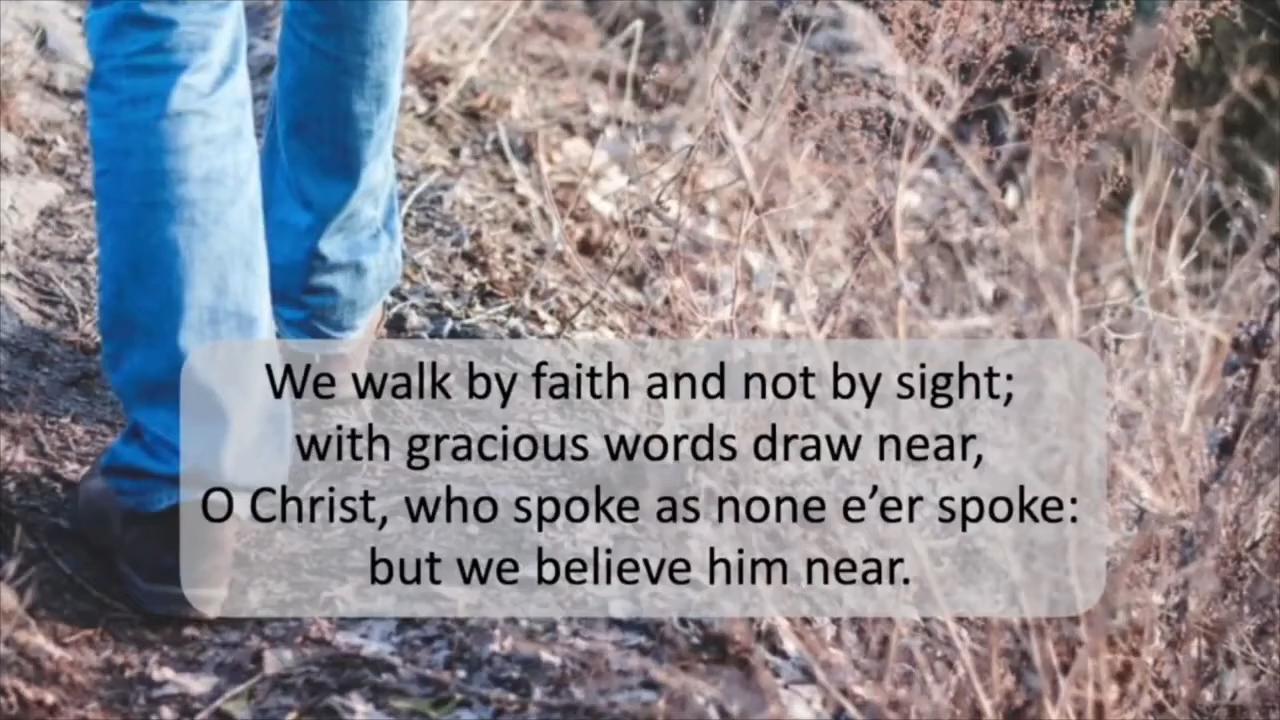 We walk by faith and not by sight;
with gracious words draw near,
O Christ, who spoke as none e’er spoke:
but we believe him near.